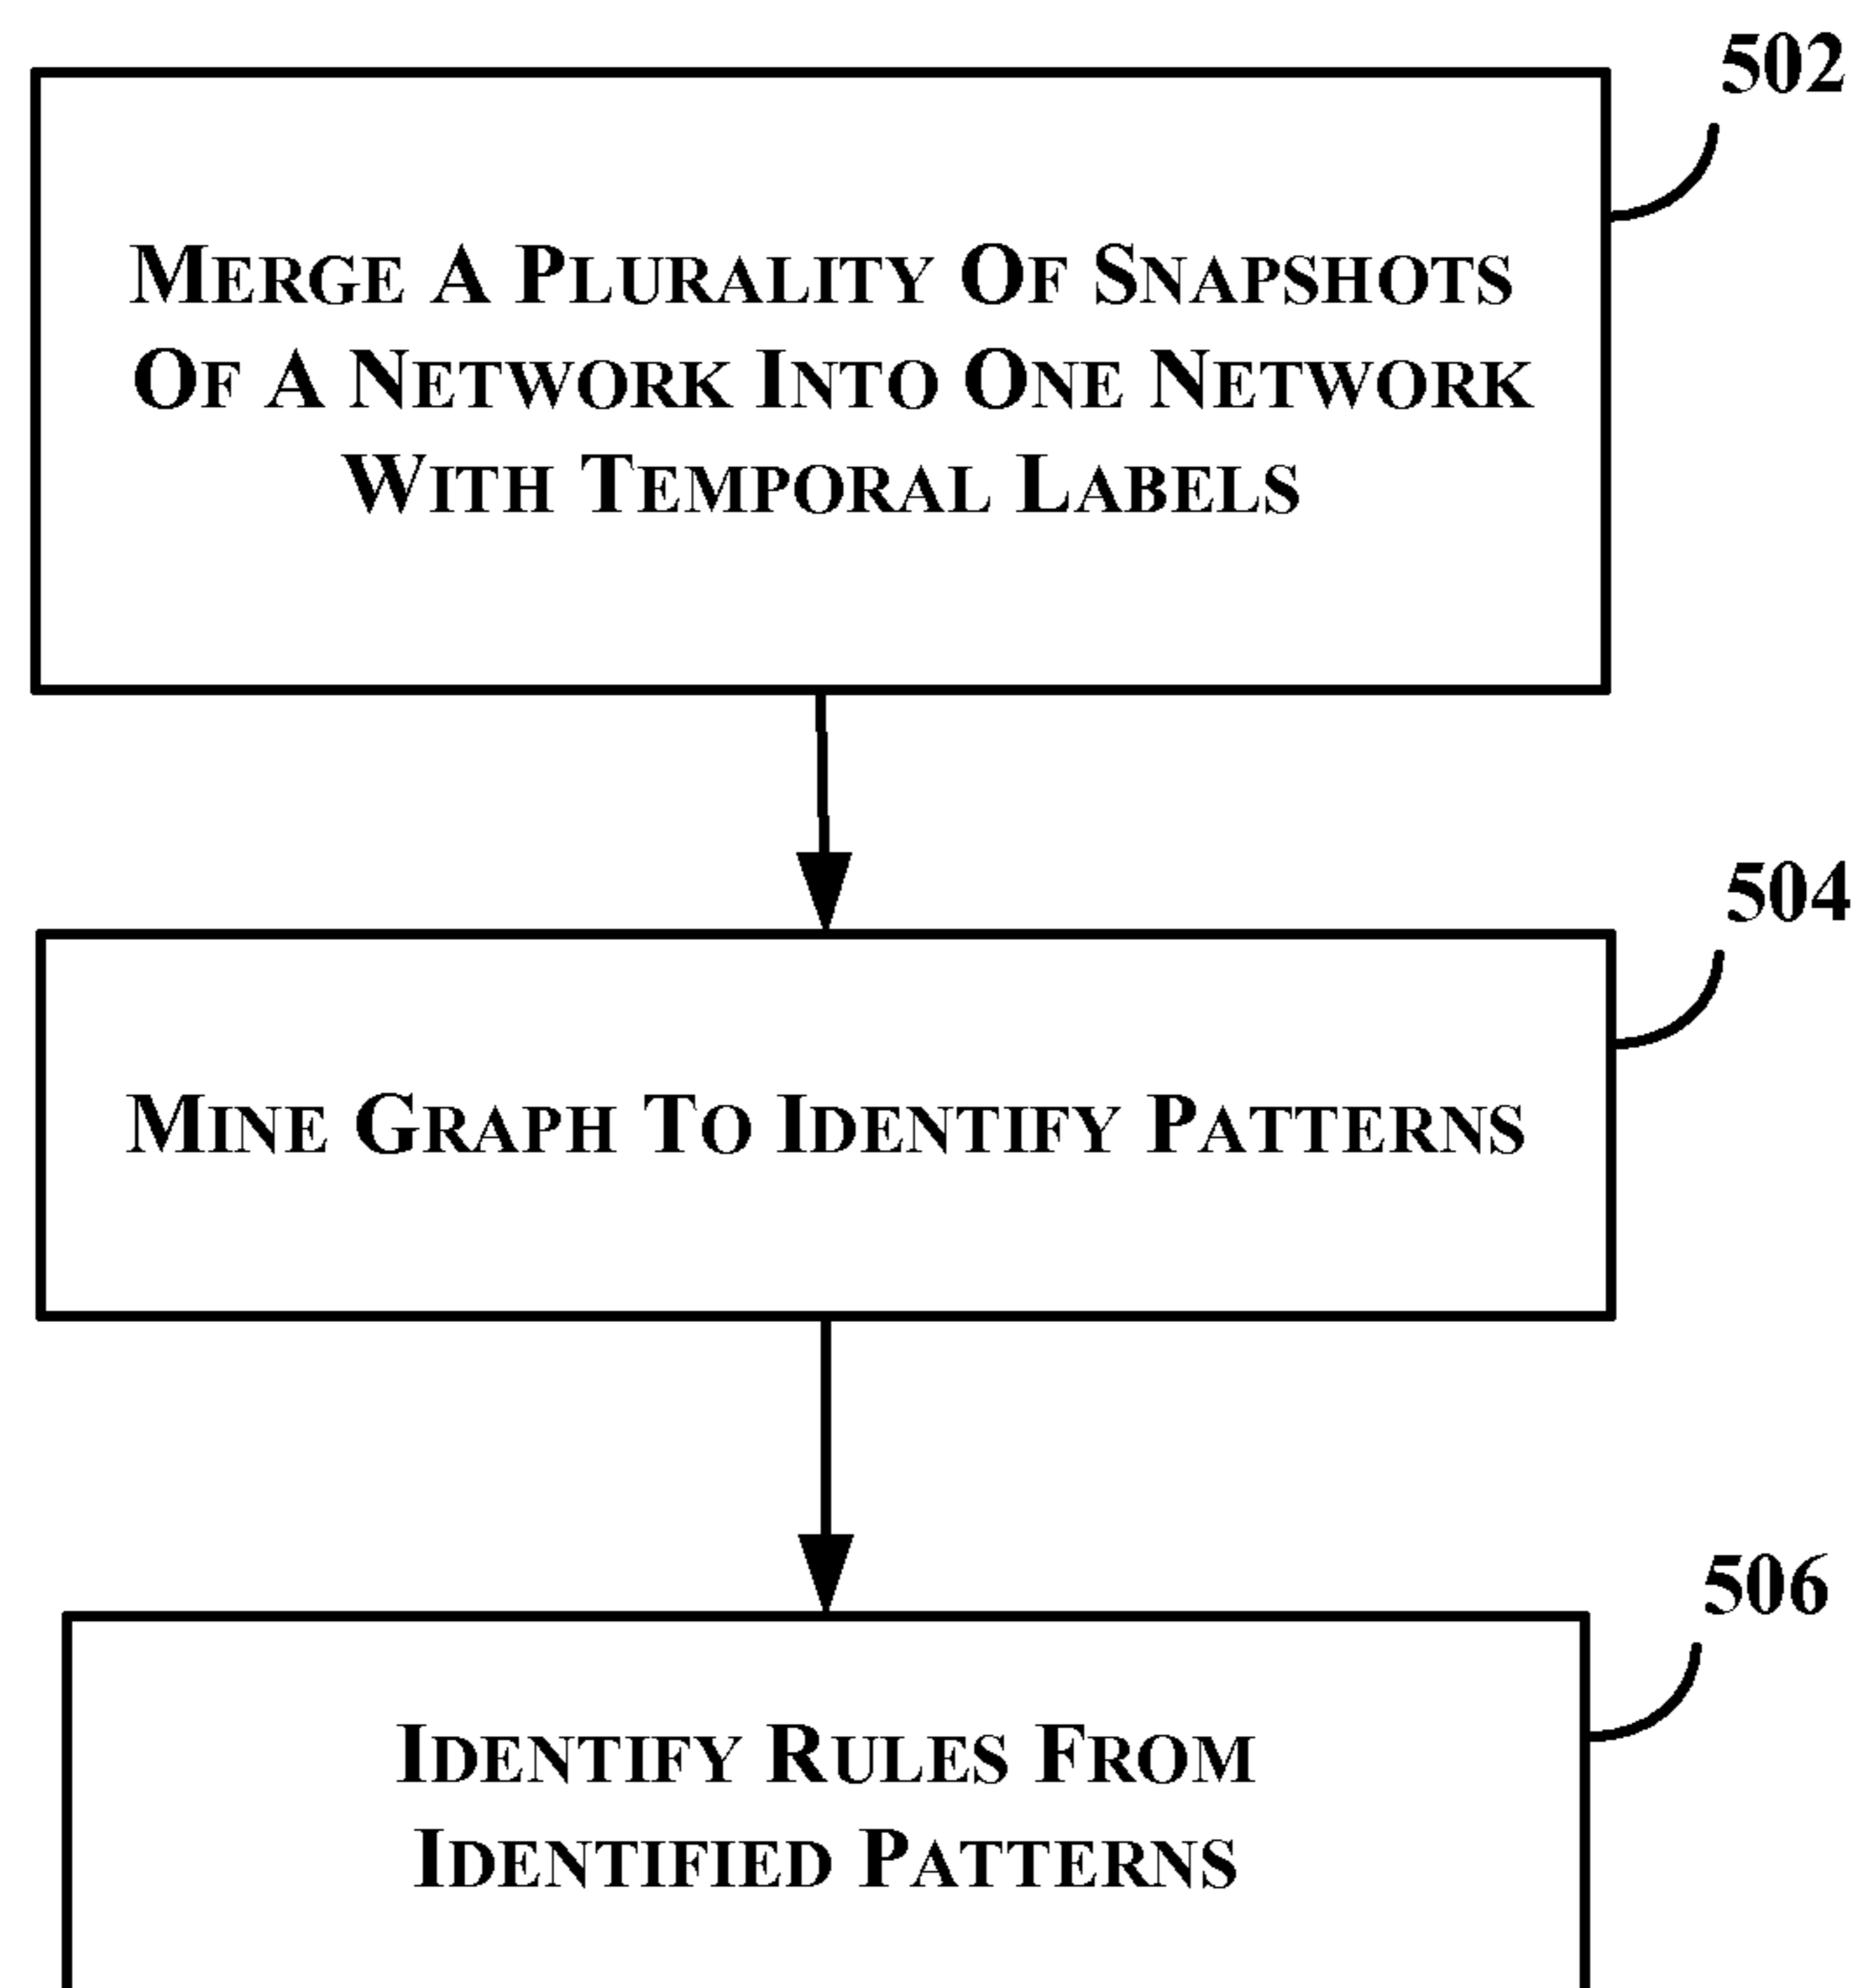 502
MERGE A PLURALITY OF SNAPSHOTS
OF A NETWORK INTO ONE NETWORK
WITH TEMPORAL LABELS
504
MINE GRAPH TO IDENTIFY PATTERNS
506
IDENTIFY RULES FROM
IDENTIFIED PATTERNS